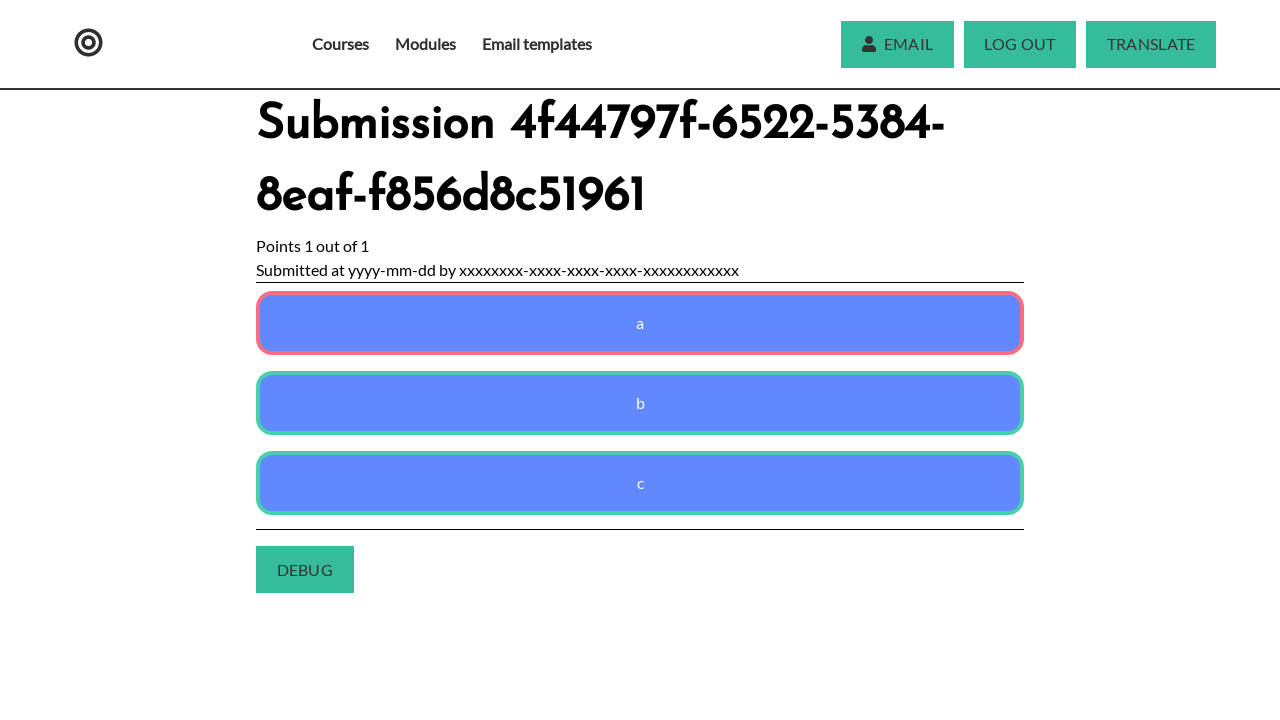 Courses Modules Email templates EMAIL LOG OUT TRANSLATE
Submission 4f44797f-6522-5384-
8eaf-f856d8c51961
Points 1 out of 1
Submitted at yyyy-mm-dd by xxxxxxxx-xxxx-xxxx-xxxx-xxxxxxxxxxxx
a
b
c
DEBUG